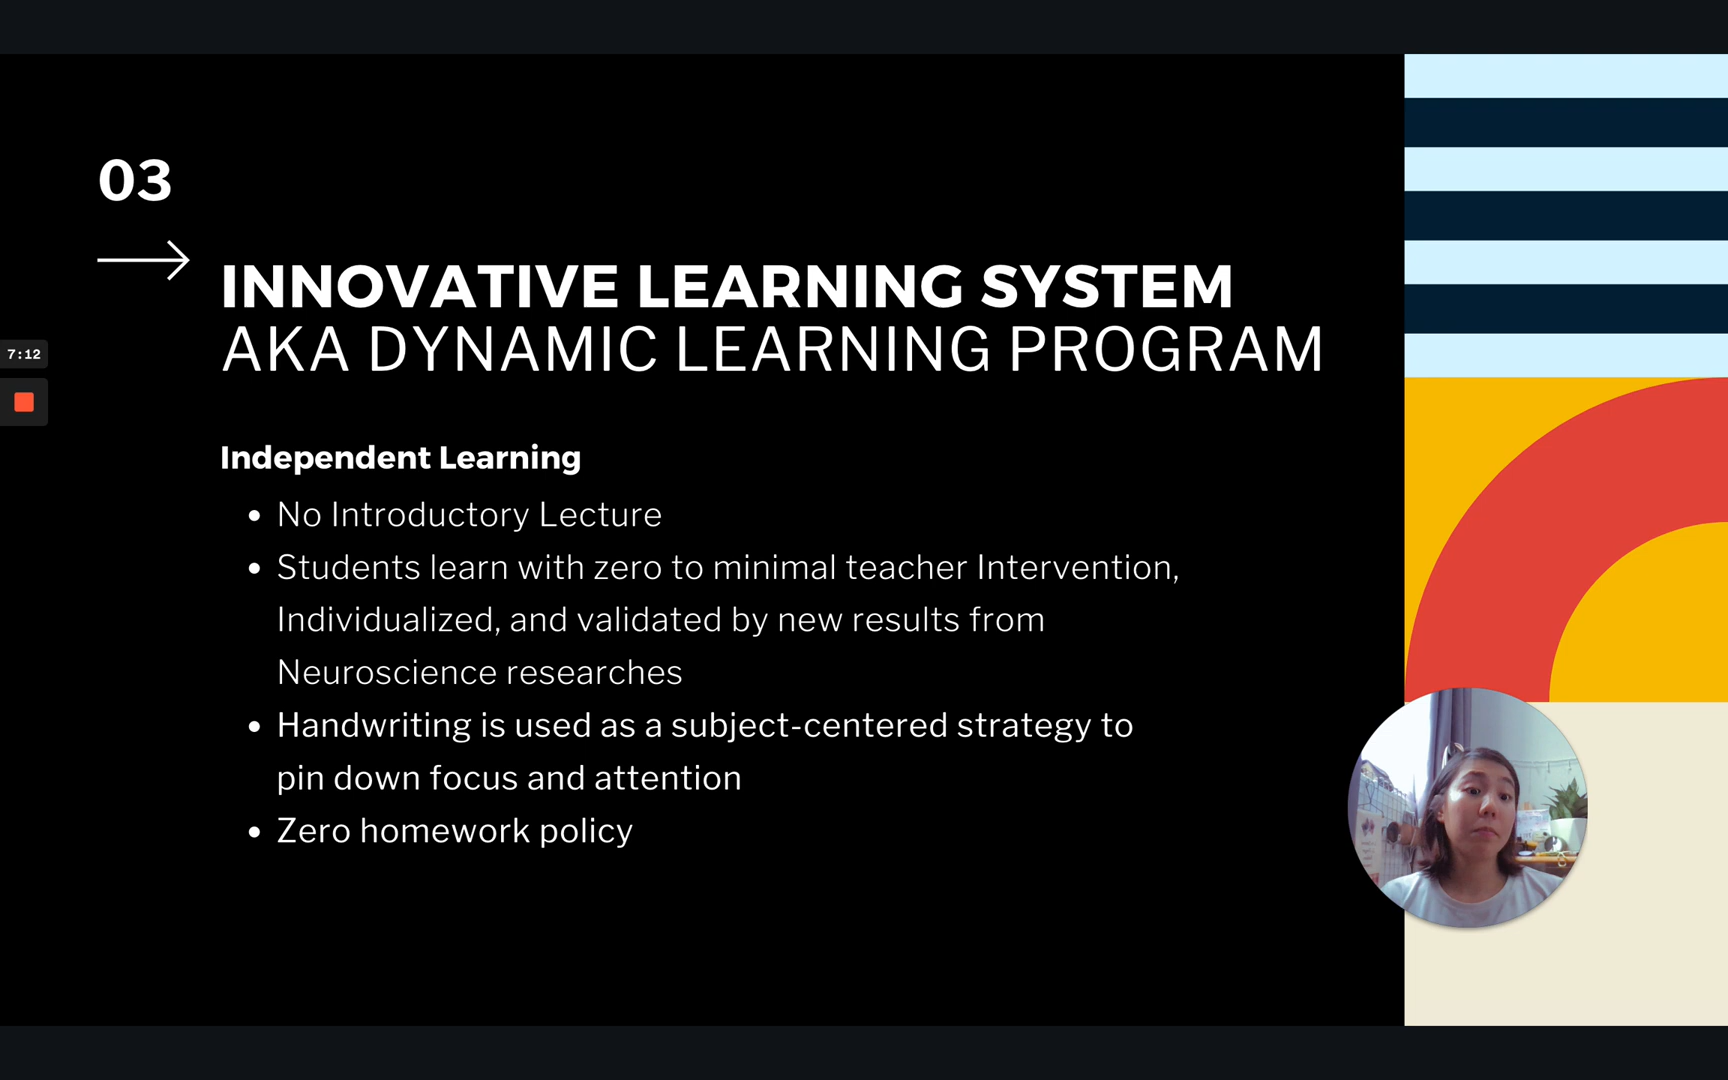 03
INNOVATIVE LEARNING SYSTEM
AKA DYNAMIC LEARNING PROGRAM
7:12
Independent Learning
• No Introductory Lecture
• Students learn with zero to minimal teacher Intervention,
Individualized, and validated by new results from
Neuroscience researches
• Handwriting is used as a subject-centered strategy to
pin down focus and attention
• Zero homework policy